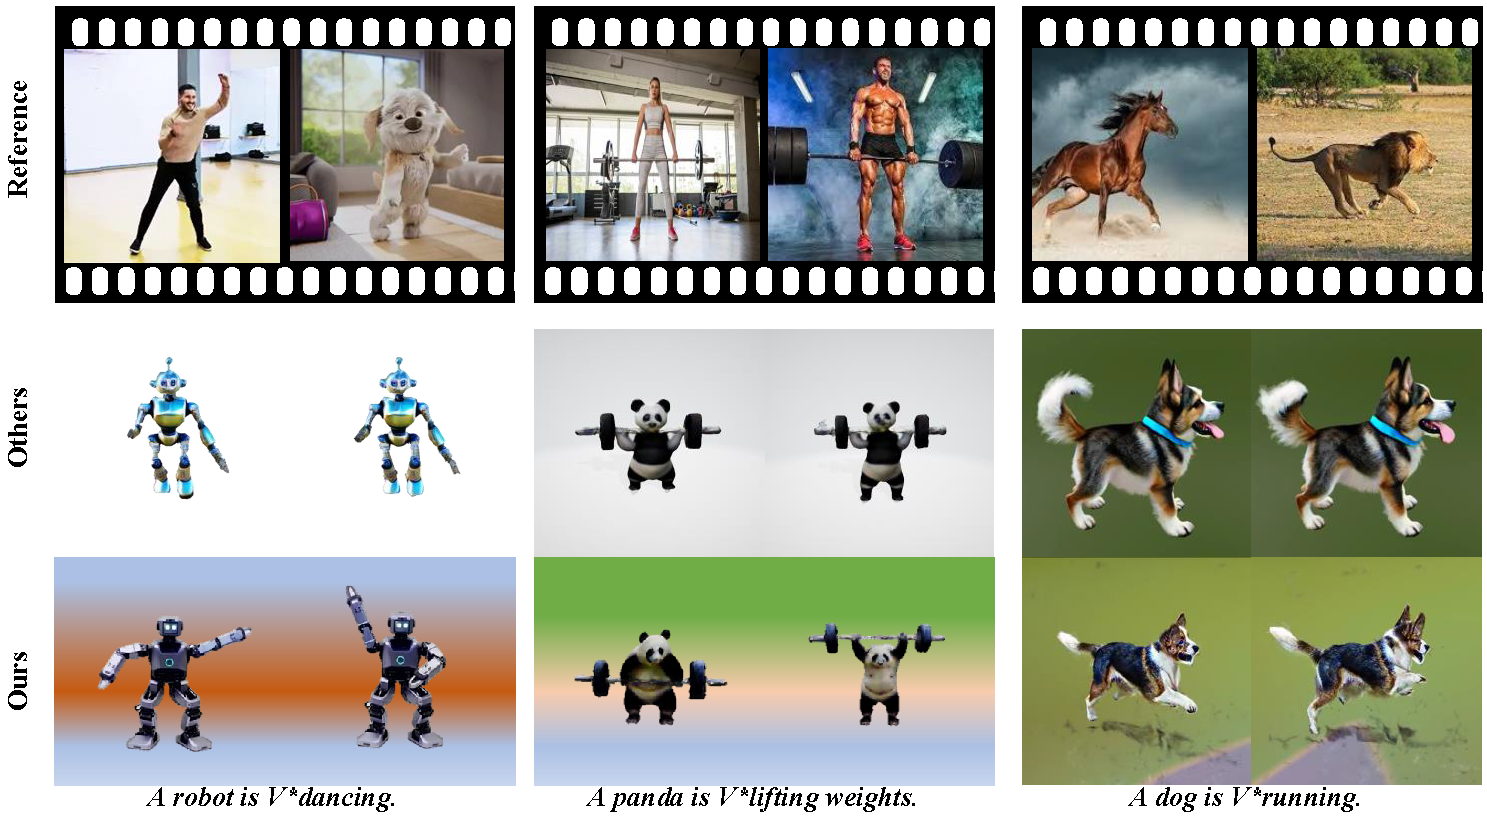 Reference
Others
Ours
A robot is V*dancing.
A panda is V*lifting weights.
A dog is V*running.